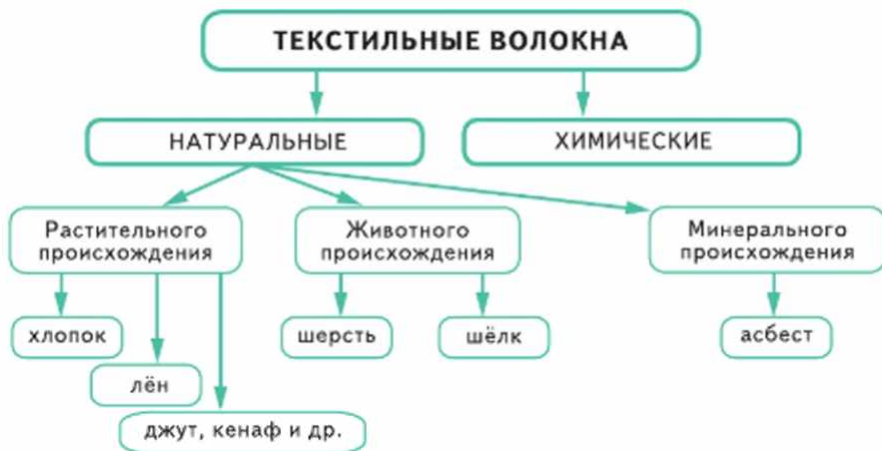 ТЕКСТИЛЬНЫЕ ВОЛОКНА
НАТУРАЛЬНЫЕ
ХИМИЧЕСКИЕ
Растительного
происхождения
Животного
происхождения
Минерального
происхождения
хлопок
лён
джут, кенаф и др.
шерсть
шёлк
асбест